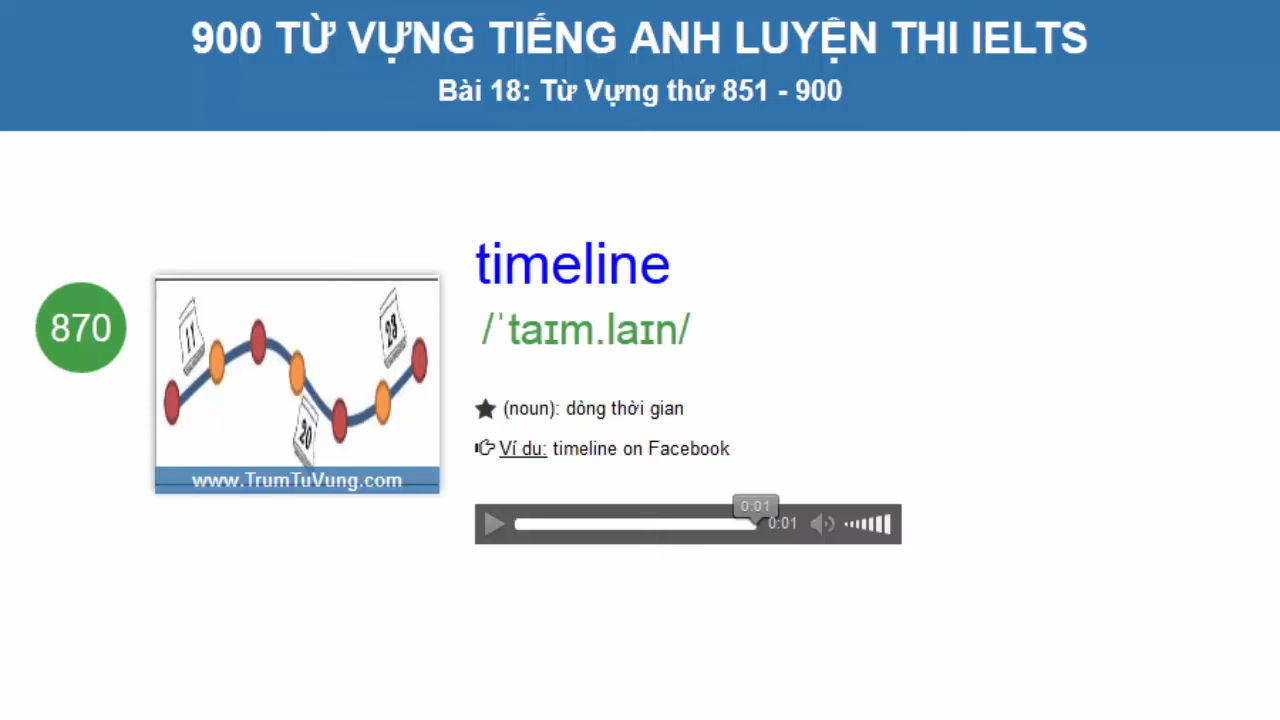 900 TỪ VỰNG TIẾNG ANH LUYỆN THI IELTS
Bài 18: Từ Vựng thứ 851 - 900
timeline
870
/ˈtaɪm.laɪn/
11
28
20
(noun): dòng thời gian
Ví dụ: timeline on Facebook
www.TrumTuVung.com
0:01
0:01